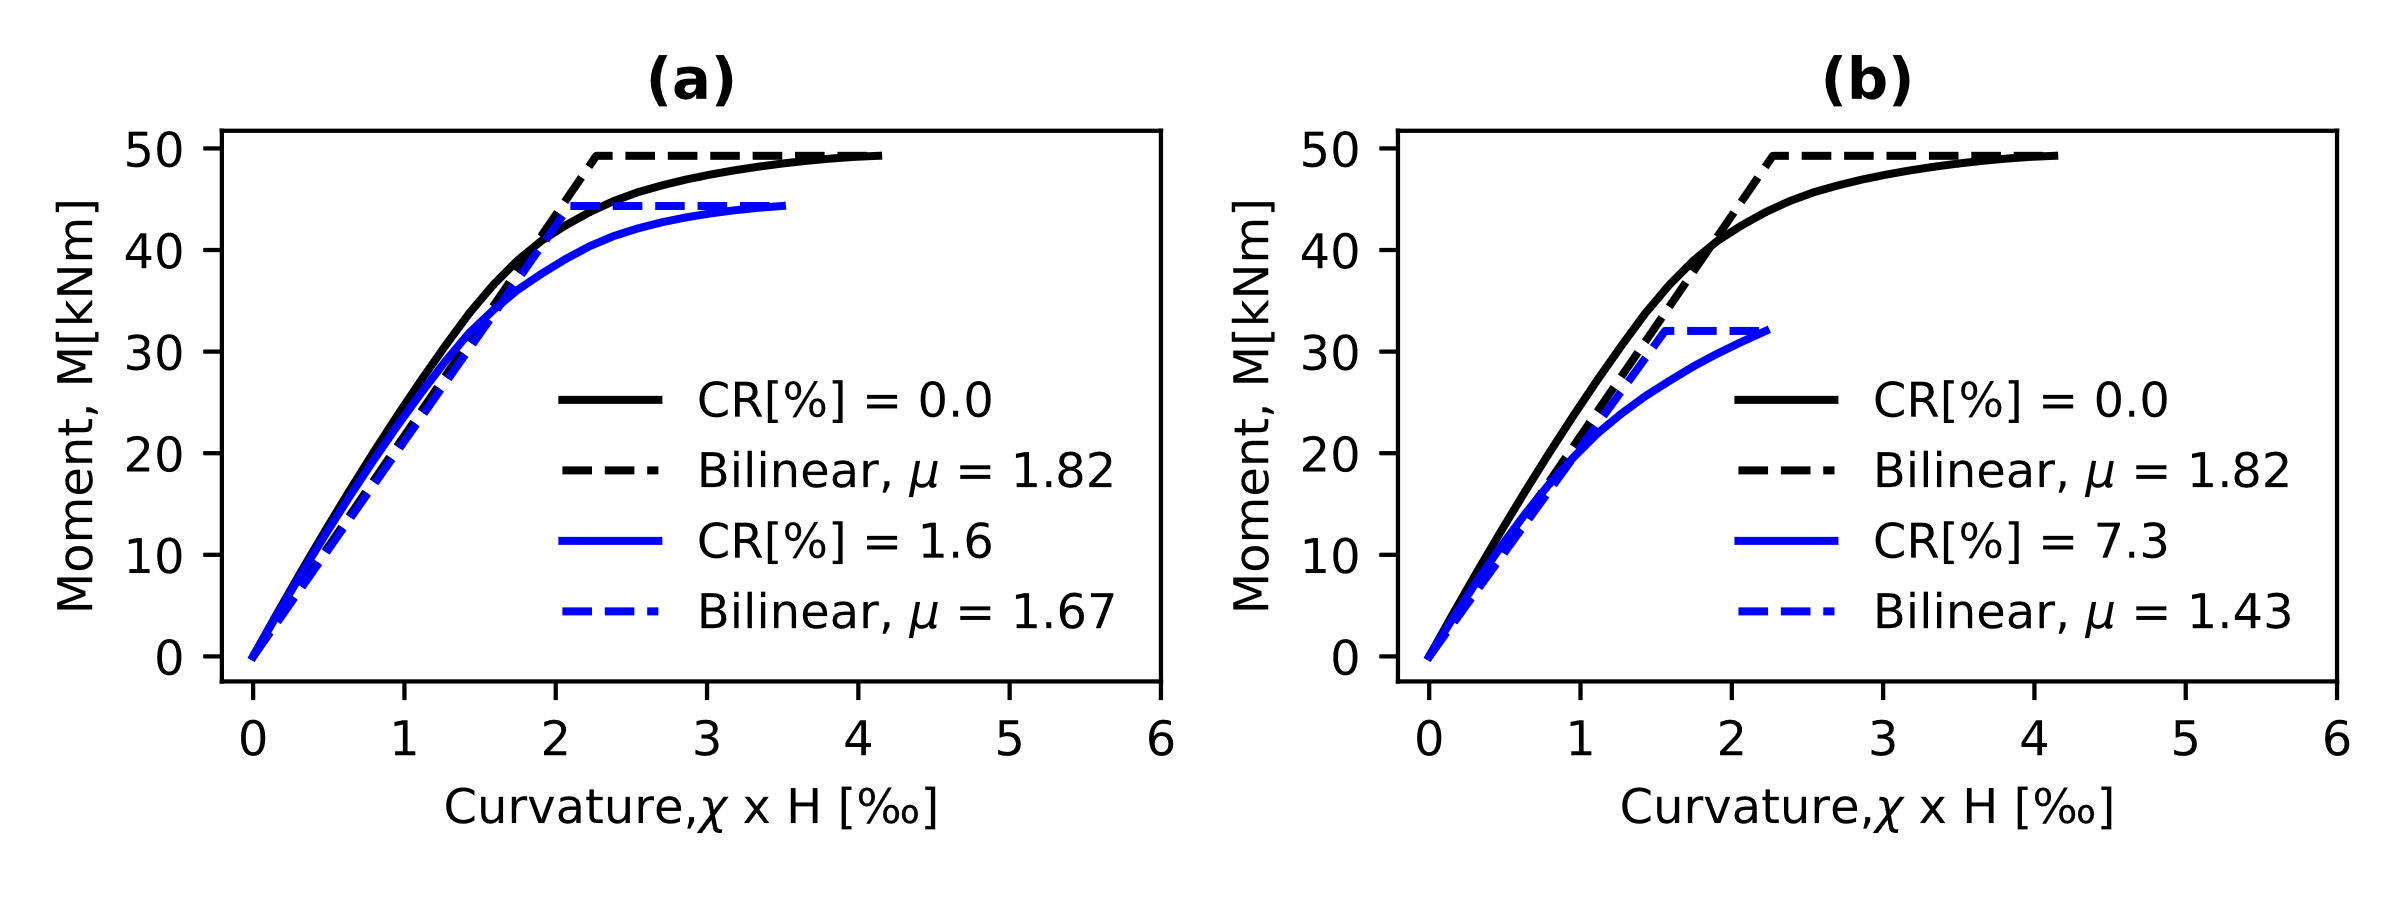 (a)
50
40
30
20
10
0
Moment, M[kNm]
CR[%] = 0.0
Bilinear, μ = 1.82
CR[%] = 1.6
Bilinear, μ = 1.67
0 1 2 3 4 5 6
Curvature,χ x H [‰]
(b)
50
40
30
20
10
0
Moment, M[kNm]
CR[%] = 0.0
Bilinear, μ = 1.82
CR[%] = 7.3
Bilinear, μ = 1.43
0 1 2 3 4 5 6
Curvature,χ x H [‰]